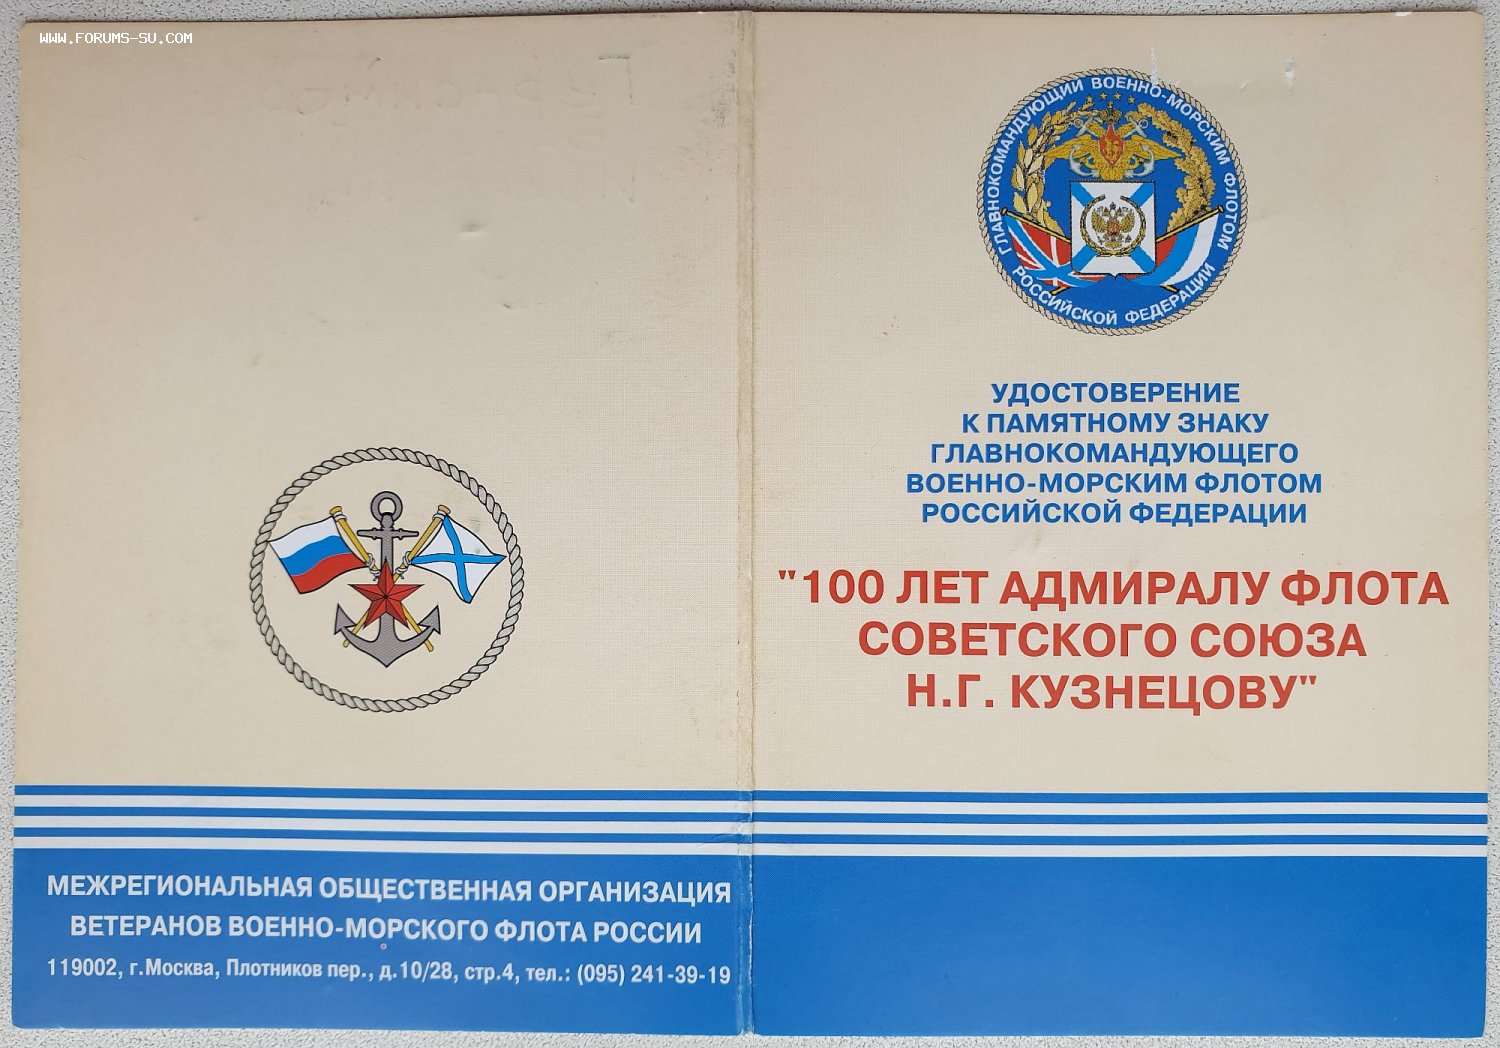 WWW.FORUMS-SU.COM
ГЛАВНОКОМАНДУЮЩИЙ ВОЕННО-МОРСКИМ ФЛОТОМ
РОССИЙСКОЙ ФЕДЕРАЦИИ
УДОСТОВЕРЕНИЕ
К ПАМЯТНОМУ ЗНАКУ
ГЛАВНОКОМАНДУЮЩЕГО
ВОЕННО-МОРСКИМ ФЛОТОМ
РОССИЙСКОЙ ФЕДЕРАЦИИ
"100 ЛЕТ АДМИРАЛУ ФЛОТА
СОВЕТСКОГО СОЮЗА
Н.Г. КУЗНЕЦОВУ"
МЕЖРЕГИОНАЛЬНАЯ ОБЩЕСТВЕННАЯ ОРГАНИЗАЦИЯ
ВЕТЕРАНОВ ВОЕННО-МОРСКОГО ФЛОТА РОССИИ
119002, г.Москва, Плотников пер., д.10/28, стр.4, тел.: (095) 241-39-19